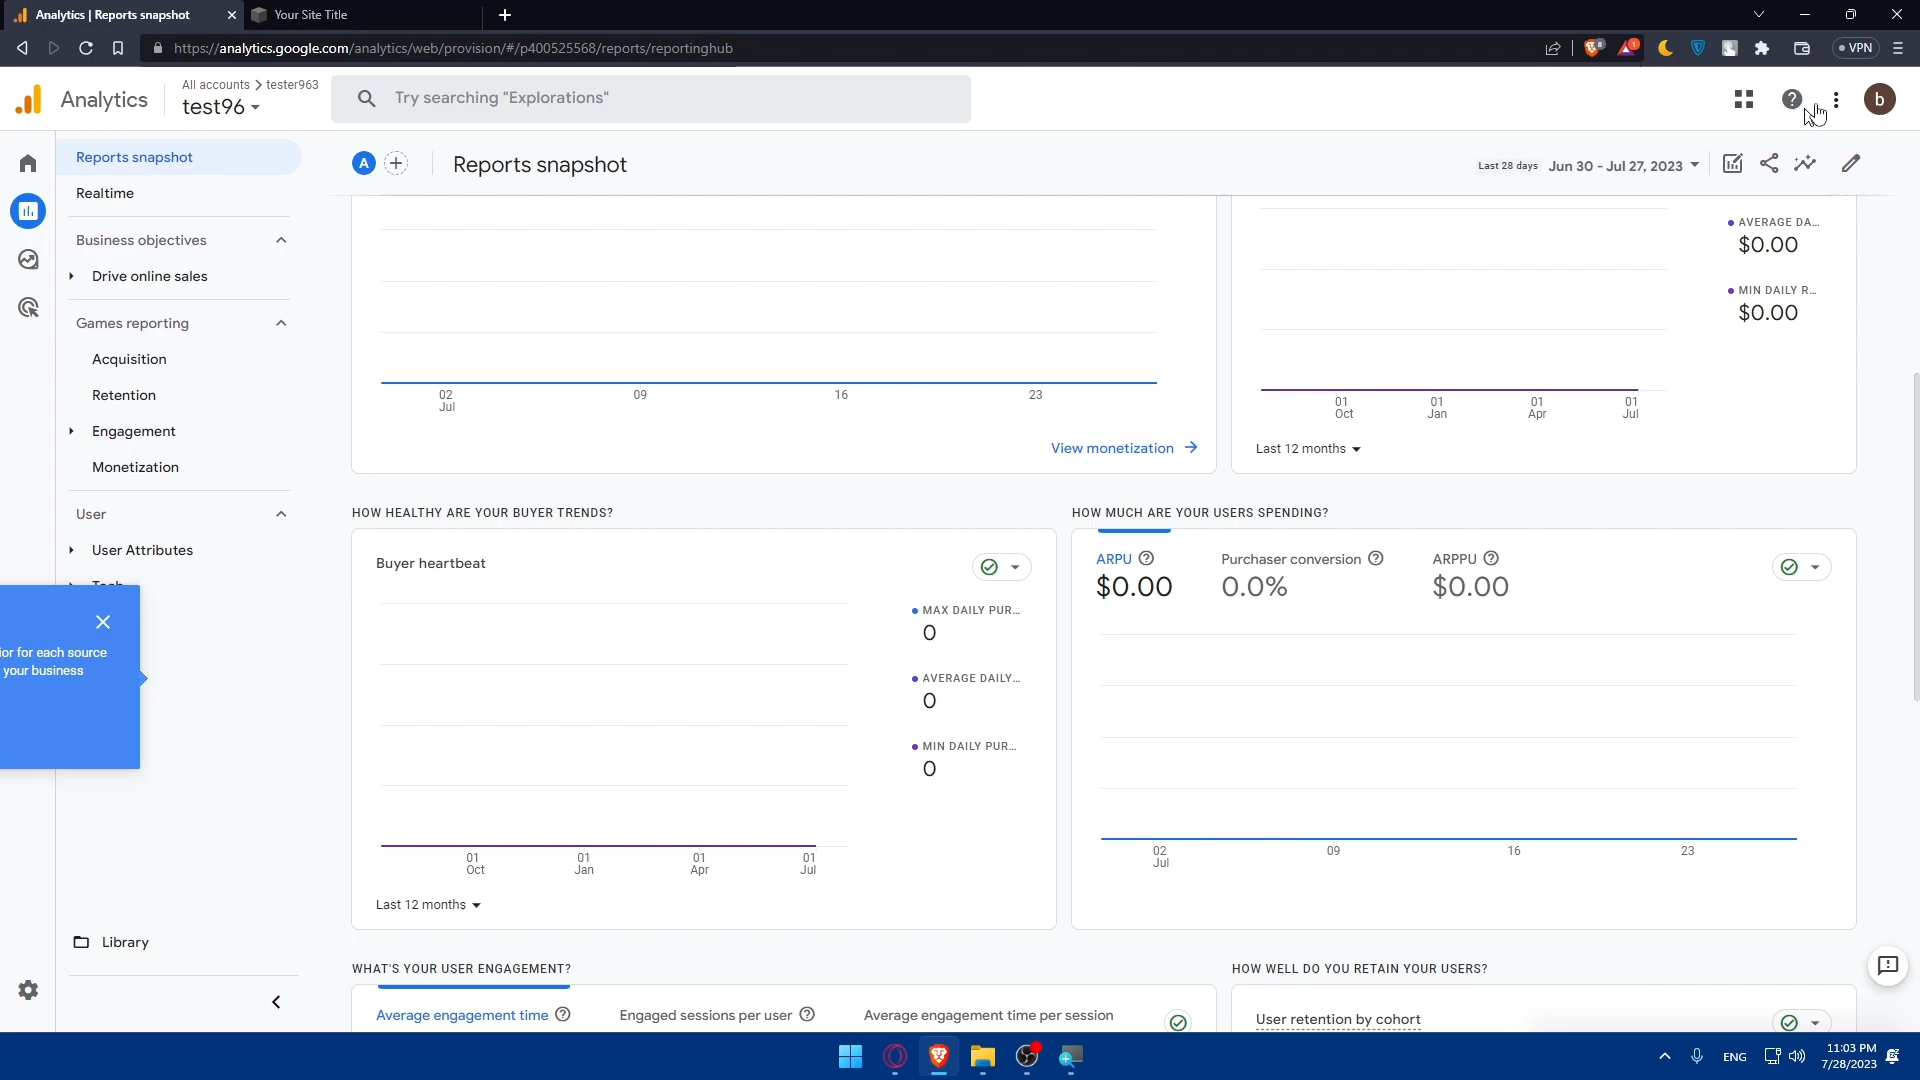 Analytics | Reports snapshot
Your Site Title
https://analytics.google.com/analytics/web/provision/#/p400525568/reports/reportinghub
8
1
VPN
Analytics
All accounts > tester963
test96
Try searching "Explorations"
b
Reports snapshot
Realtime
Business objectives
Drive online sales
Games reporting
Acquisition
Retention
Engagement
Monetization
User
User Attributes
Tech
ior for each source
your business
Library
A
Reports snapshot
Last 28 days Jun 30 - Jul 27, 2023
02
Jul
09
16
23
View monetization
AVERAGE DA...
$0.00
MIN DAILY R...
$0.00
01
Oct
01
Jan
01
Apr
01
Jul
Last 12 months
HOW HEALTHY ARE YOUR BUYER TRENDS?
Buyer heartbeat
MAX DAILY PUR...
0
AVERAGE DAILY...
0
MIN DAILY PUR...
0
01
Oct
01
Jan
01
Apr
01
Jul
Last 12 months
HOW MUCH ARE YOUR USERS SPENDING?
ARPU
$0.00
Purchaser conversion
0.0%
ARPPU
$0.00
02
Jul
09
16
23
WHAT'S YOUR USER ENGAGEMENT?
Average engagement time
Engaged sessions per user
Average engagement time per session
HOW WELL DO YOU RETAIN YOUR USERS?
User retention by cohort
ENG
11:03 PM
7/28/2023